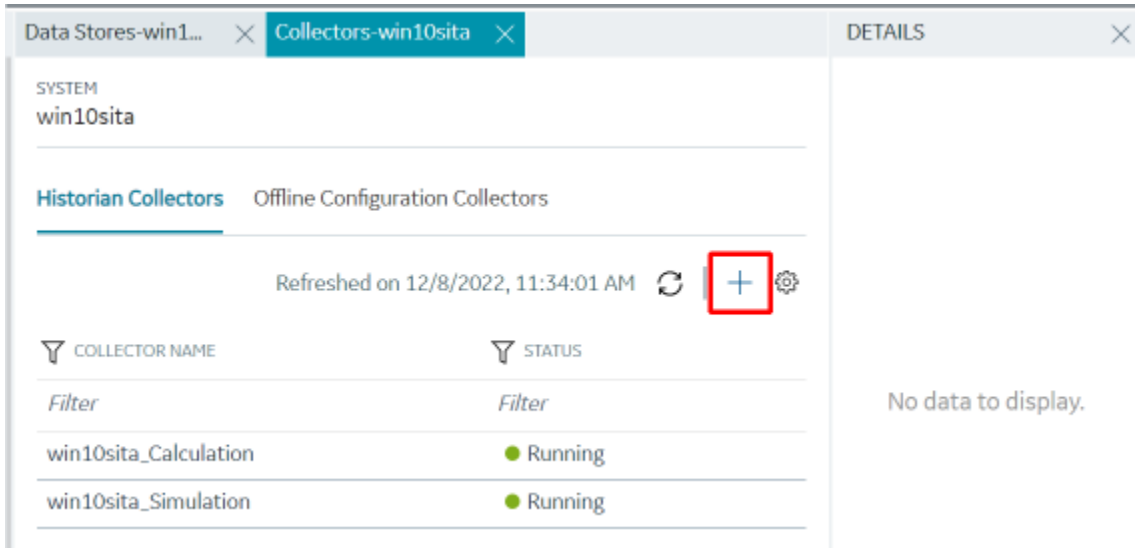 Data Stores-win1...
Collectors-win10sita
DETAILS
SYSTEM
win10sita
Historian Collectors
Offline Configuration Collectors
Refreshed on 12/8/2022, 11:34:01 AM
COLLECTOR NAME
STATUS
Filter
Filter
No data to display.
win10sita_Calculation
Running
win10sita_Simulation
Running